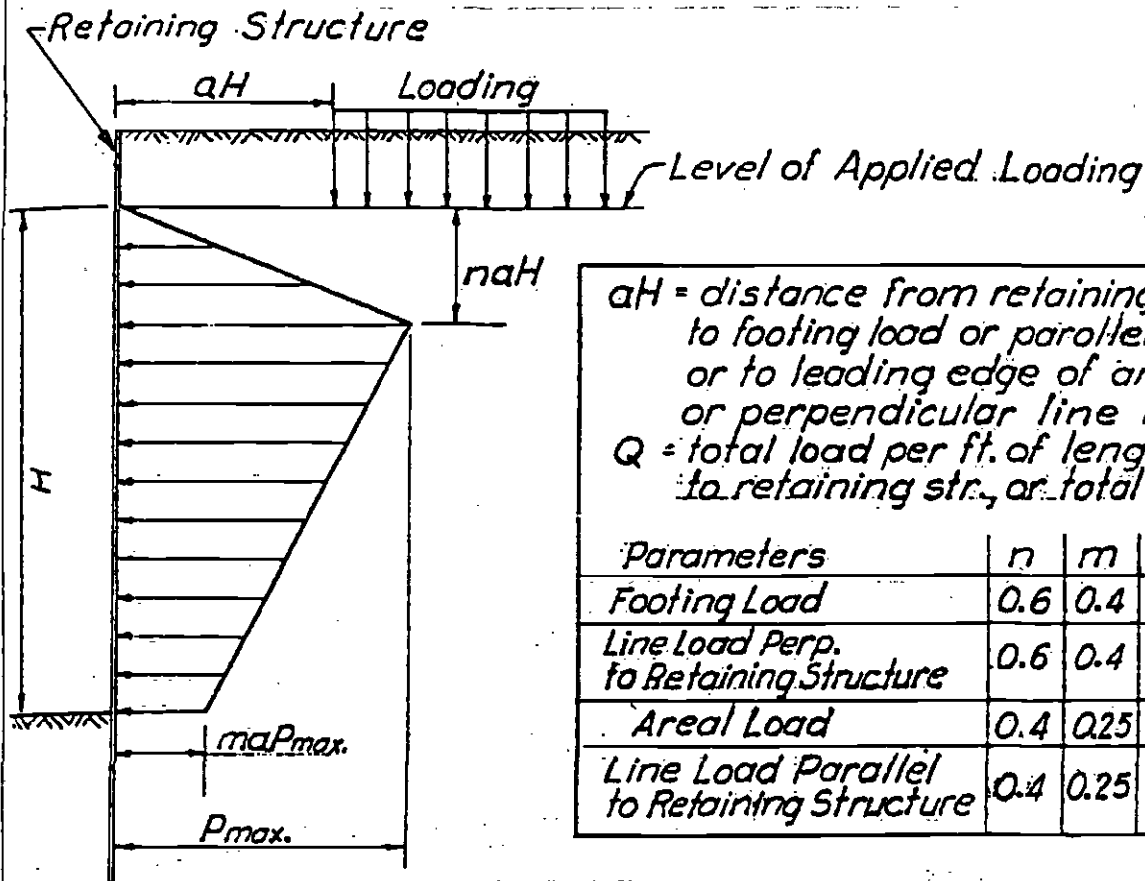 Retaining Structure
aH
Loading
Level of Applied Loading
naH
H
maPmax.
Pmax.
aH = distance from retaining
to footing load or parallel
or to leading edge of
or perpendicular line
Q = total load per ft. of
to retaining str., or total
Parameters n m
Footing Load 0.6 0.4
Line Load Perp.
to Retaining Structure 0.6 0.4
Areal Load 0.4 0.25
Line Load Parallel
to Retaining Structure 0.4 0.25